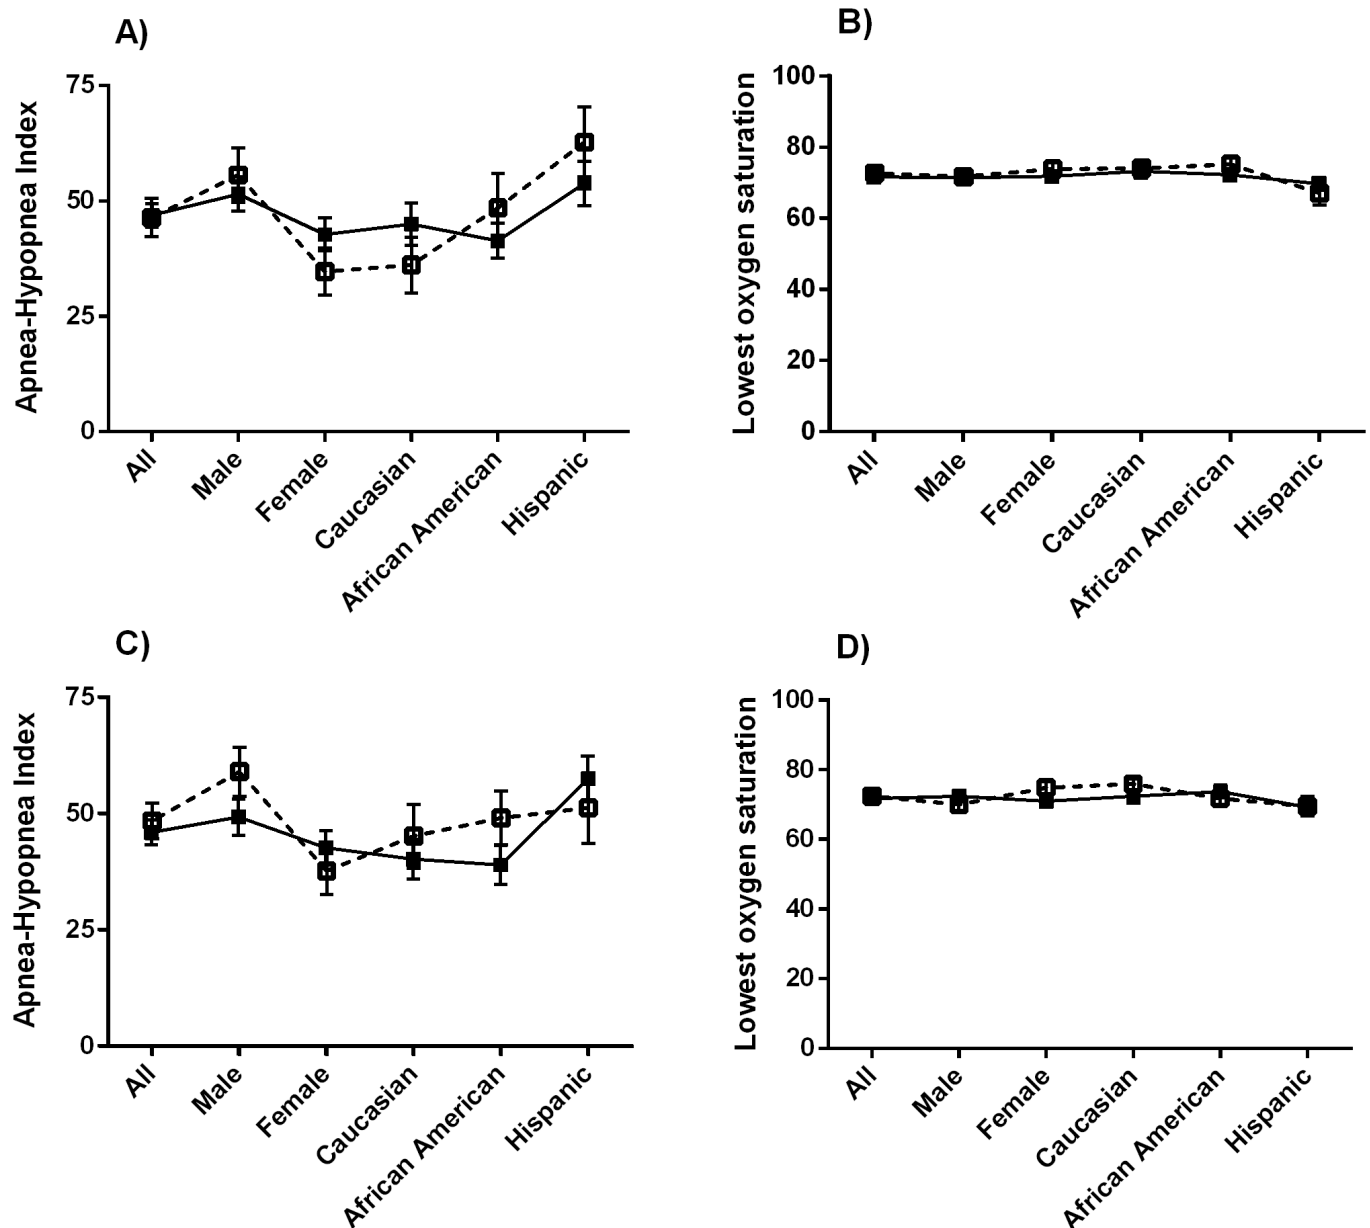 A)
Apnea-Hypopnea Index
75
50
25
0
All
Male
Female
Caucasian
African American
Hispanic
B)
Lowest oxygen saturation
100
80
60
40
20
0
All
Male
Female
Caucasian
African American
Hispanic
C)
Apnea-Hypopnea Index
75
50
25
0
All
Male
Female
Caucasian
African American
Hispanic
D)
Lowest oxygen saturation
100
80
60
40
20
0
All
Male
Female
Caucasian
African American
Hispanic